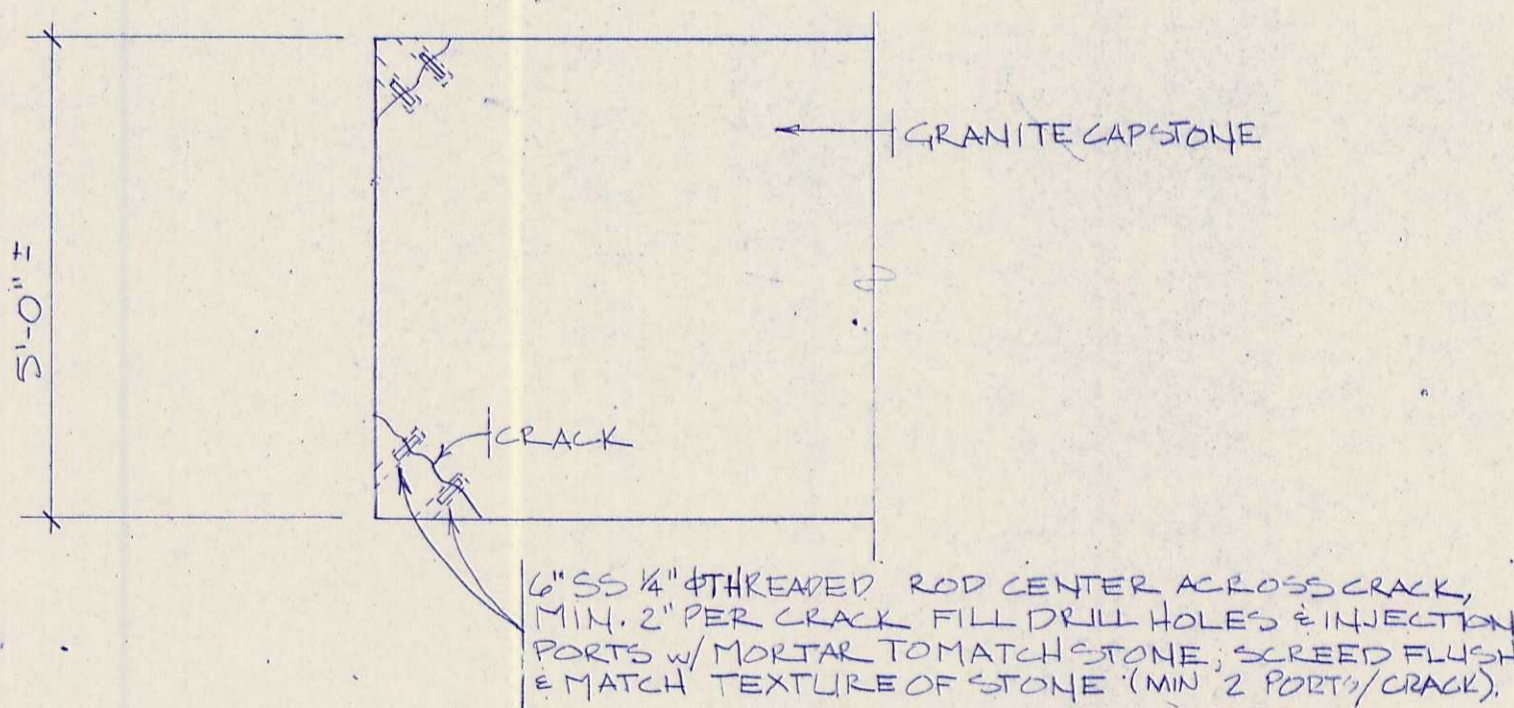 GRANITE CAPSTONE
5'-0" ±
CRACK
6" SS 1/4" ϕ THREADED ROD CENTER ACROSS CRACK,
MIN. 2" PER CRACK FILL DRILL HOLES & INJECTION
PORTS w/ MORTAR TO MATCH STONE; SCREED FLUSH
& MATCH TEXTURE OF STONE (MIN 2 PORTS/CRACK).